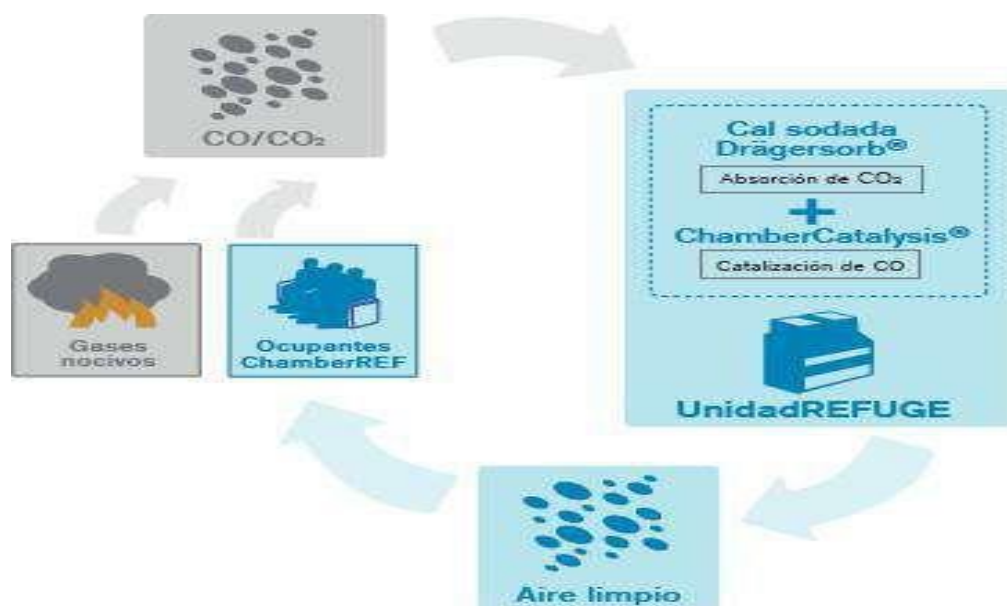 CO/CO₂
Cal sodada
Drägersorb®
Absorción de CO₂
+
ChamberCatalysis®
Catalización de CO
UnidadREFUGE
Gases
nocivos
Ocupantes
ChamberREF
Aire limpio